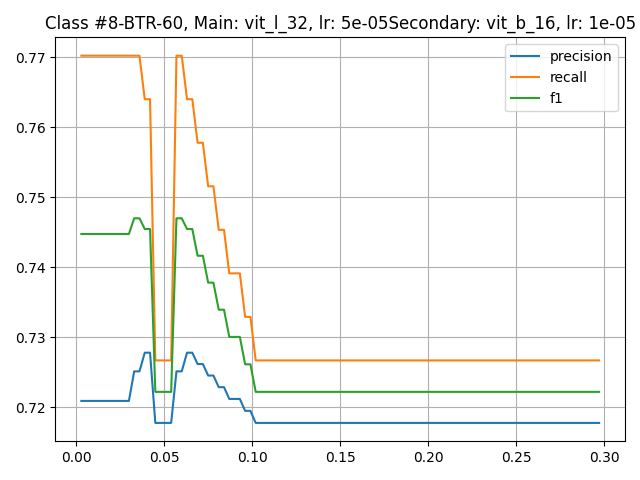 Class #8-BTR-60, Main: vit_l_32, lr: 5e-05Secondary: vit_b_16, lr: 1e-05
precision
recall
f1
0.77
0.76
0.75
0.74
0.73
0.72
0.00 0.05 0.10 0.15 0.20 0.25 0.30